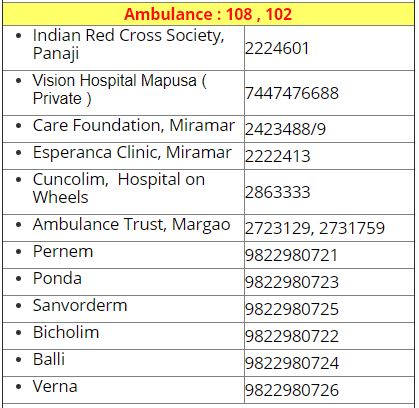 Ambulance : 108 , 102
• Indian Red Cross Society,
Panaji
2224601
• Vision Hospital Mapusa (
Private )
7447476688
• Care Foundation, Miramar 2423488/9
• Esperanca Clinic, Miramar 2222413
• Cuncolim,  Hospital on
Wheels
2863333
• Ambulance Trust, Margao 2723129, 2731759
• Pernem 9822980721
• Ponda 9822980723
• Sanvorderm 9822980725
• Bicholim 9822980722
• Balli 9822980724
• Verna 9822980726